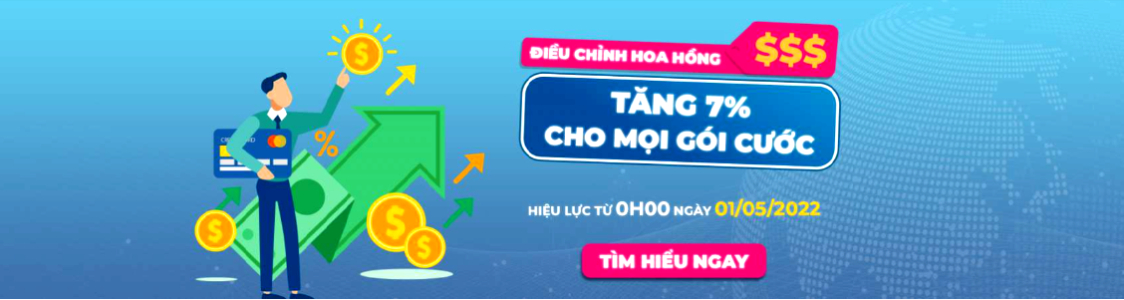 ĐIỀU CHỈNH HOA HỒNG
$$$
TĂNG 7%
CHO MỌI GÓI CƯỚC
HIỆU LỰC TỪ 0H00 NGÀY 01/05/2022
TÌM HIỂU NGAY
%
$
$
$
$